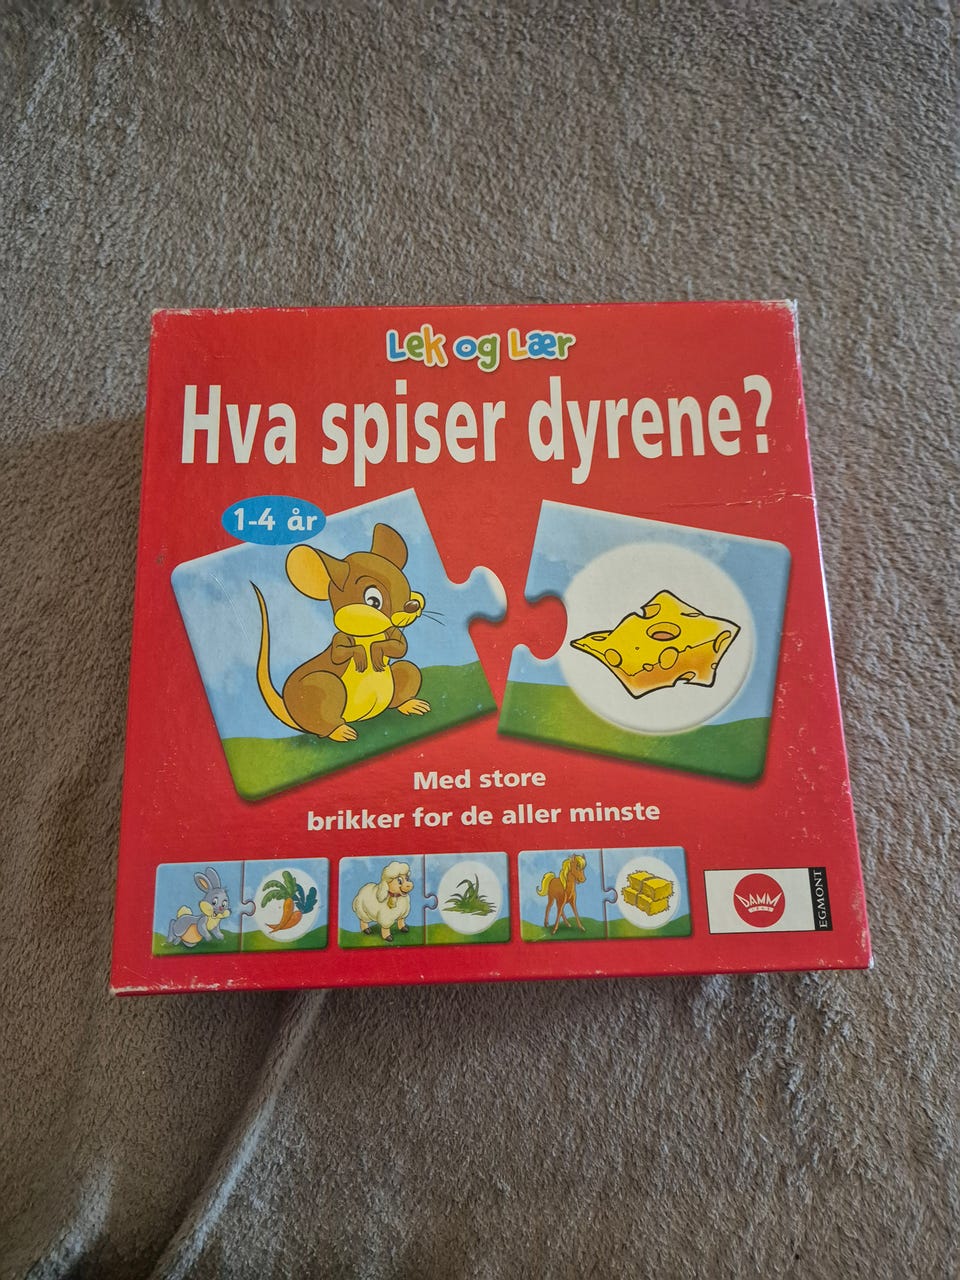 Lek og Lær
Hva spiser dyrene?
1-4 år
Med store
brikker for de aller minste
DAMM
EGMONT